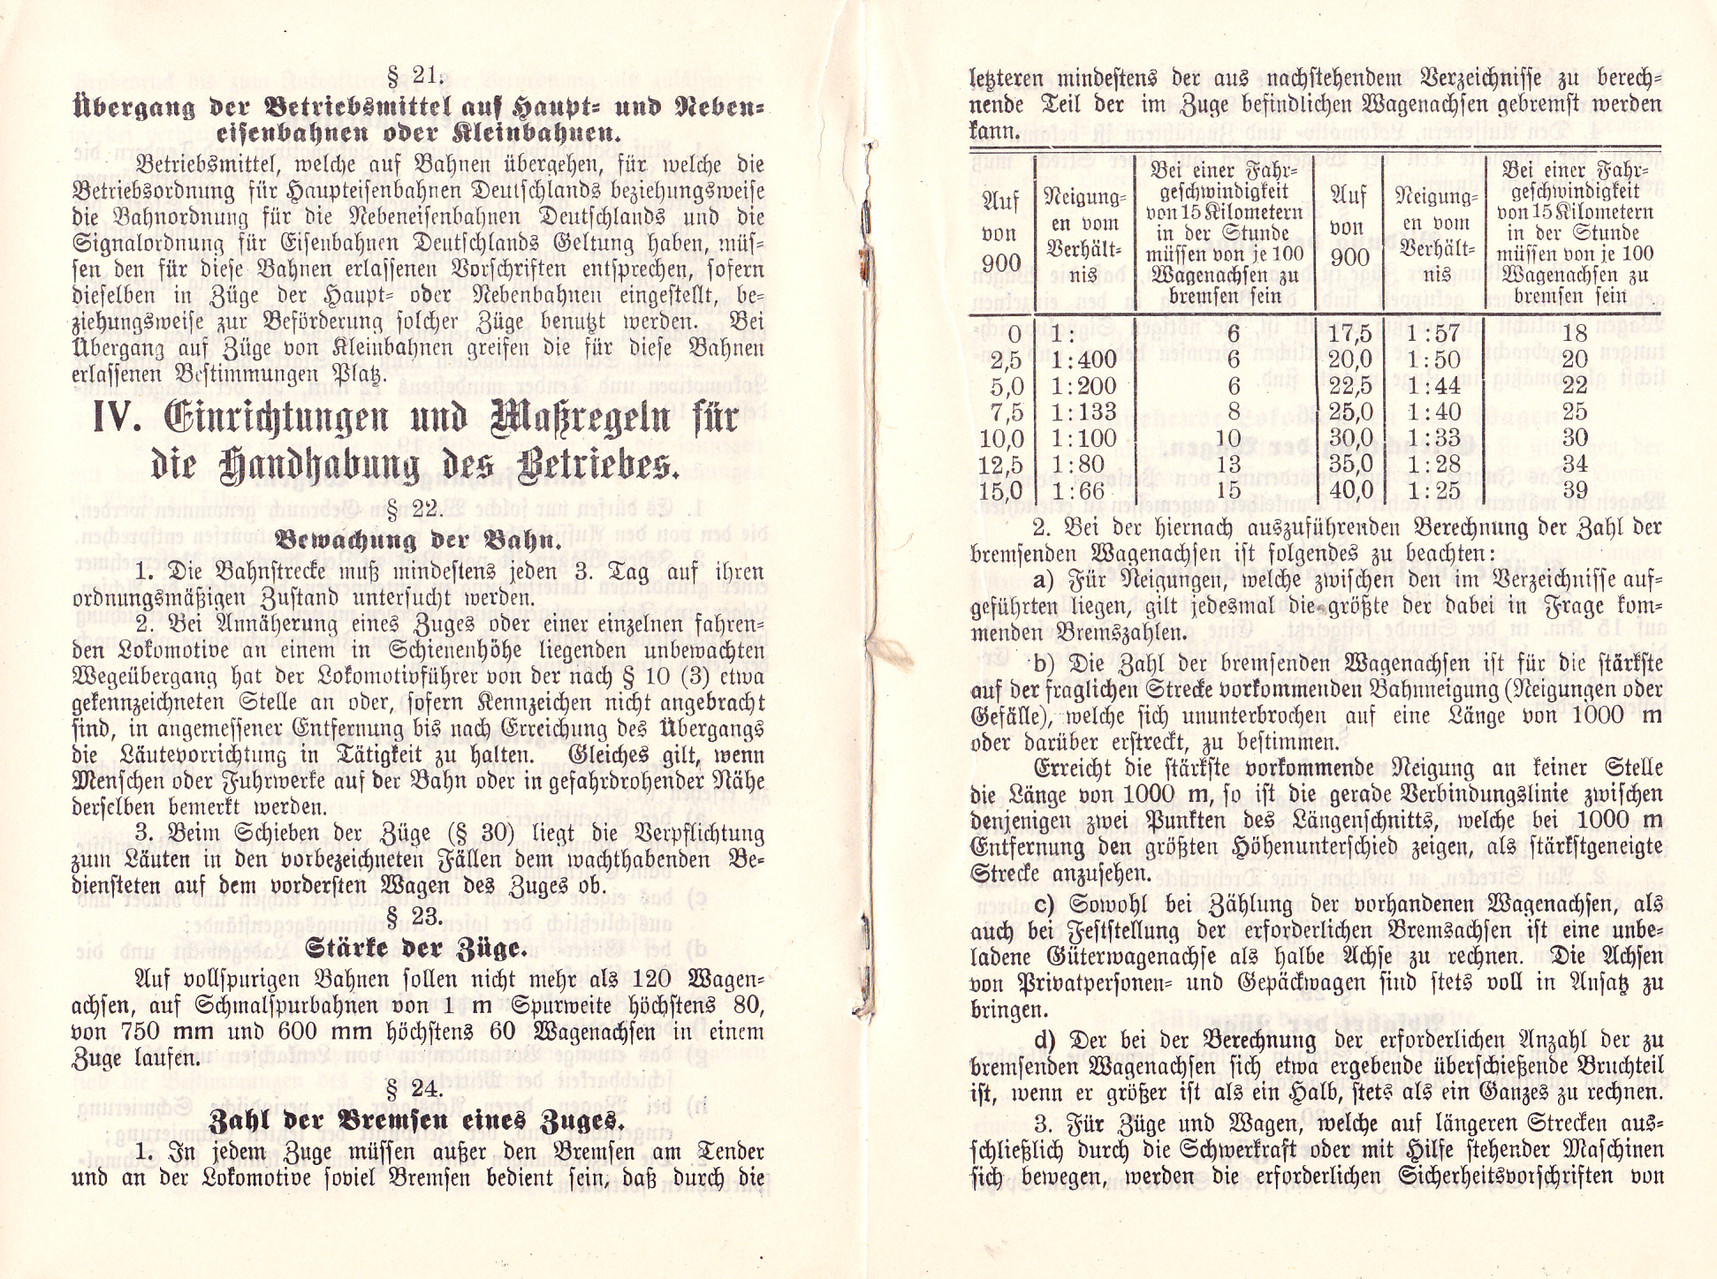 § 21.
Übergang der Betriebsmittel auf Haupt- und Neben-
eisenbahnen oder Kleinbahnen.
Betriebsmittel, welche auf Bahnen übergehen, für welche die
Betriebsordnung für Haupteisenbahnen Deutschlands beziehungsweise
die Bahnordnung für die Nebeneisenbahnen Deutschlands und die
Signalordnung für Eisenbahnen Deutschlands Geltung haben, müs-
sen den für diese Bahnen erlassenen Vorschriften entsprechen, sofern
dieselben in Züge der Haupt- oder Nebenbahnen eingestellt, be-
ziehungsweise zur Beförderung solcher Züge benutzt werden. Bei
Übergang auf Züge von Kleinbahnen greifen die für diese Bahnen
erlassenen Bestimmungen Platz.
IV. Einrichtungen und Maßregeln für
die Handhabung des Betriebes.
§ 22.
Bewachung der Bahn.
1. Die Bahnstrecke muß mindestens jeden 3. Tag auf ihren
ordnungsmäßigen Zustand untersucht werden.
2. Bei Annäherung eines Zuges oder einer einzelnen fahren-
den Lokomotive an einem in Schienenhöhe liegenden unbewachten
Wegeübergang hat der Lokomotivführer von der nach § 10 (3) etwa
gekennzeichneten Stelle an oder, sofern Kennzeichen nicht angebracht
sind, in angemessener Entfernung bis nach Erreichung des Übergangs
die Läutevorrichtung in Tätigkeit zu halten. Gleiches gilt, wenn
Menschen oder Fuhrwerke auf der Bahn oder in gefahrdrohender Nähe
derselben bemerkt werden.
3. Beim Schieben der Züge (§ 30) liegt die Verpflichtung
zum Läuten in den vorbezeichneten Fällen dem wachthabenden Be-
diensteten auf dem vordersten Wagen des Zuges ob.
§ 23.
Stärke der Züge.
Auf vollspurigen Bahnen sollen nicht mehr als 120 Wagen-
achsen, auf Schmalspurbahnen von 1 m Spurweite höchstens 80,
von 750 mm und 600 mm höchstens 60 Wagenachsen in einem
Zuge laufen.
§ 24.
Zahl der Bremsen eines Zuges.
1. In jedem Zuge müssen außer den Bremsen am Tender
und an der Lokomotive soviel Bremsen bedient sein, daß durch die
letzteren mindestens der aus nachstehendem Verzeichnisse zu berech-
nende Teil der im Zuge befindlichen Wagenachsen gebremst werden
kann.
Auf von 900 | Neigung-en vom Verhält-nis | Bei einer Fahr-geschwindigkeit von 15 Kilometern in der Stunde müssen von je 100 Wagenachsen zu bremsen sein | Auf von 900 | Neigung-en vom Verhält-nis | Bei einer Fahr-geschwindigkeit von 15 Kilometern in der Stunde müssen von je 100 Wagenachsen zu bremsen sein
0 | 1: | 6 | 17,5 | 1:57 | 18
2,5 | 1:400 | 6 | 20,0 | 1:50 | 20
5,0 | 1:200 | 6 | 22,5 | 1:44 | 22
7,5 | 1:133 | 8 | 25,0 | 1:40 | 25
10,0 | 1:100 | 10 | 30,0 | 1:33 | 30
12,5 | 1:80 | 13 | 35,0 | 1:28 | 34
15,0 | 1:66 | 15 | 40,0 | 1:25 | 39
2. Bei der hiernach auszuführenden Berechnung der Zahl der
bremsenden Wagenachsen ist folgendes zu beachten:
a) Für Neigungen, welche zwischen den im Verzeichnisse auf-
geführten liegen, gilt jedesmal die größte der dabei in Frage kom-
menden Bremszahlen.
b) Die Zahl der bremsenden Wagenachsen ist für die stärkste
auf der fraglichen Strecke vorkommenden Bahnneigung (Neigungen oder
Gefälle), welche sich ununterbrochen auf eine Länge von 1000 m
oder darüber erstreckt, zu bestimmen.
Erreicht die stärkste vorkommende Neigung an keiner Stelle
die Länge von 1000 m, so ist die gerade Verbindungslinie zwischen
denjenigen zwei Punkten des Längenschnitts, welche bei 1000 m
Entfernung den größten Höhenunterschied zeigen, als stärkstgeneigte
Strecke anzusehen.
c) Sowohl bei Zählung der vorhandenen Wagenachsen, als
auch bei Feststellung der erforderlichen Bremsachsen ist eine unbe-
ladene Güterwagenachse als halbe Achse zu rechnen. Die Achsen
von Privatpersonen- und Gepäckwagen sind stets voll in Ansatz zu
bringen.
d) Der bei der Berechnung der erforderlichen Anzahl der zu
bremsenden Wagenachsen sich etwa ergebende überschießende Bruchteil
ist, wenn er größer ist als ein Halb, stets als ein Ganzes zu rechnen.
3. Für Züge und Wagen, welche auf längeren Strecken aus-
schließlich durch die Schwerkraft oder mit Hilfe stehender Maschinen
sich bewegen, werden die erforderlichen Sicherheitsvorschriften von